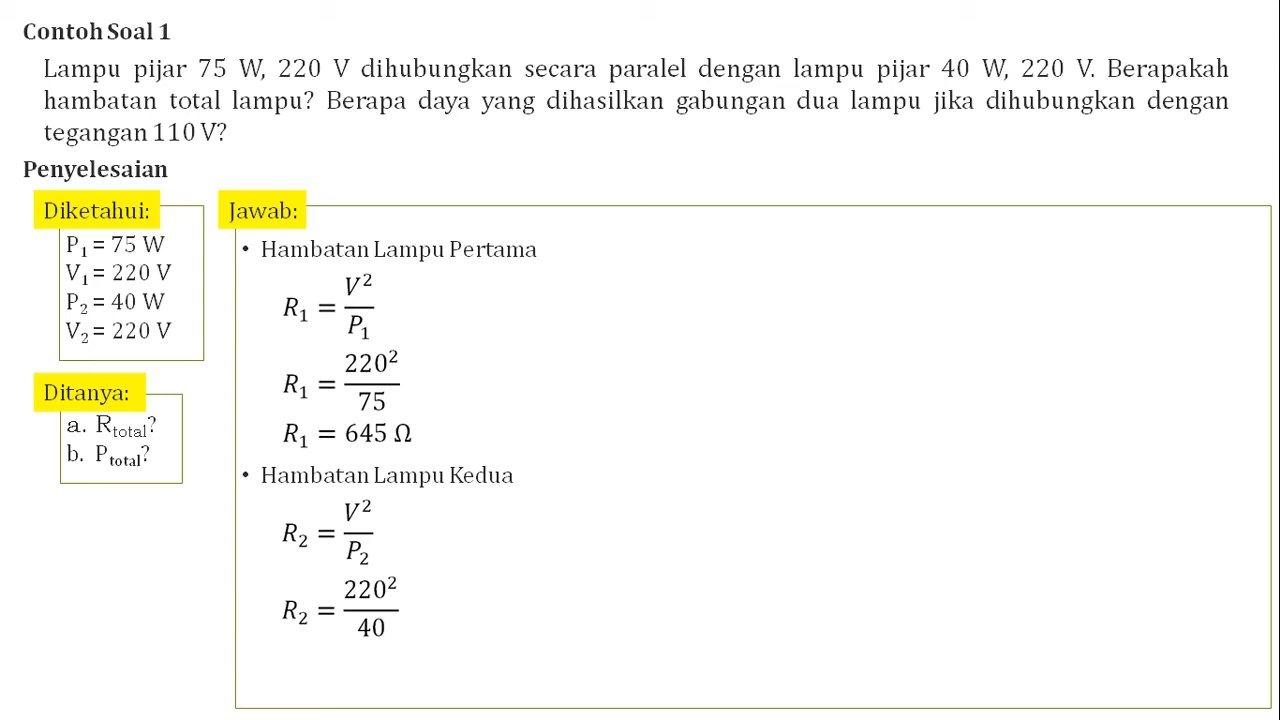 Contoh Soal 1
Lampu pijar 75 W, 220 V dihubungkan secara paralel dengan lampu pijar 40 W, 220 V. Berapakah
hambatan total lampu? Berapa daya yang dihasilkan gabungan dua lampu jika dihubungkan dengan
tegangan 110 V?
Penyelesaian
Diketahui:
P₁ = 75 W
V₁ = 220 V
P₂ = 40 W
V₂ = 220 V
Ditanya:
a. R_total?
b. P_total?
Jawab:
• Hambatan Lampu Pertama
R₁ = V²/P₁
R₁ = 220²/75
R₁ = 645 Ω
• Hambatan Lampu Kedua
R₂ = V²/P₂
R₂ = 220²/40